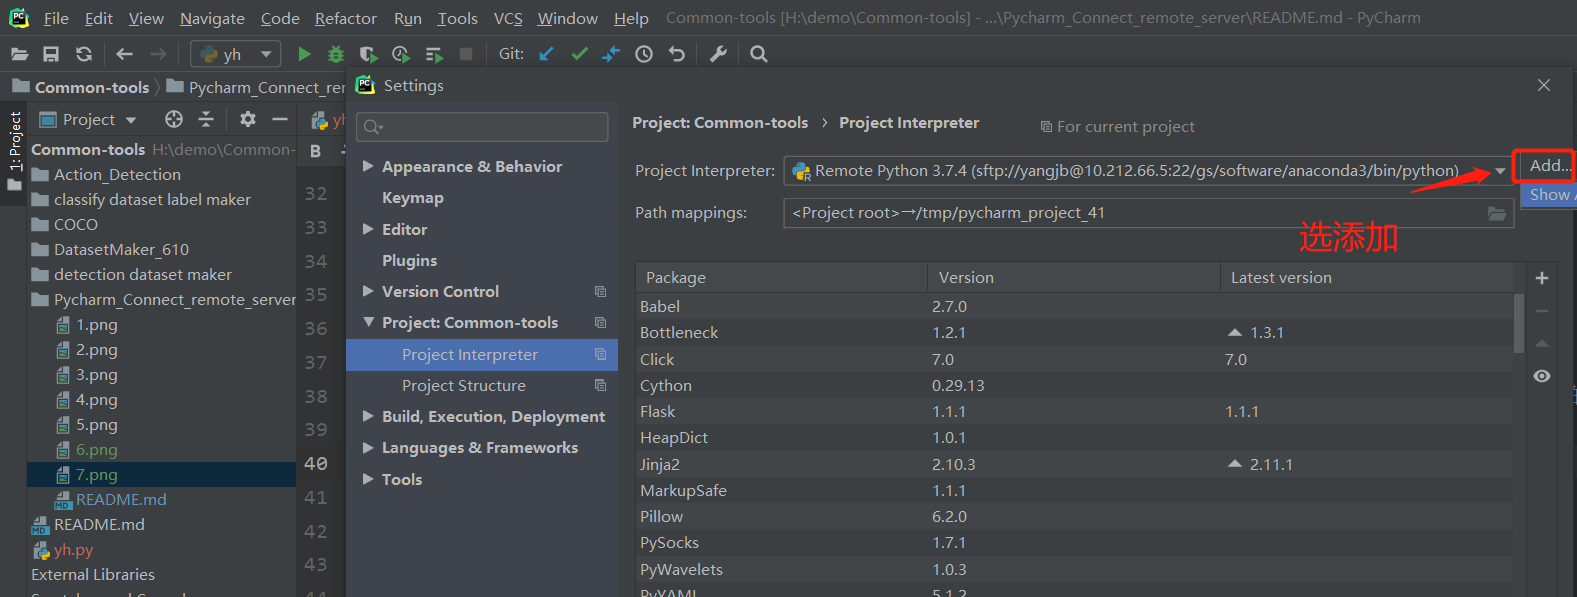 File Edit View Navigate Code Refactor Run Tools VCS Window Help Common-tools [H:\demo\Common-tools] - ...\Pycharm_Connect_remote_server\README.md - PyCharm
yh Git:
Common-tools Pycharm_Connect_rer
Settings
1: Project
Project
Common-tools H:\demo\Common-
Action_Detection
classify dataset label maker
COCO
DatasetMaker_610
detection dataset maker
Pycharm_Connect_remote_server
1.png
2.png
3.png
4.png
5.png
6.png
7.png
README.md
README.md
yh.py
External Libraries
yh
B
32
33
34
35
36
37
38
39
40
41
42
43
44
Appearance & Behavior
Keymap
Editor
Plugins
Version Control
Project: Common-tools
Project Interpreter
Project Structure
Build, Execution, Deployment
Languages & Frameworks
Tools
Project: Common-tools › Project Interpreter For current project
Project Interpreter: Remote Python 3.7.4 (sftp://yangjb@10.212.66.5:22/gs/software/anaconda3/bin/python) Add...
Show A
Path mappings: <Project root>→/tmp/pycharm_project_41
选添加
Package Version Latest version
Babel 2.7.0
Bottleneck 1.2.1 1.3.1
Click 7.0 7.0
Cython 0.29.13
Flask 1.1.1 1.1.1
HeapDict 1.0.1
Jinja2 2.10.3 2.11.1
MarkupSafe 1.1.1
Pillow 6.2.0
PySocks 1.7.1
PyWavelets 1.0.3
PyYAML 5.1.2